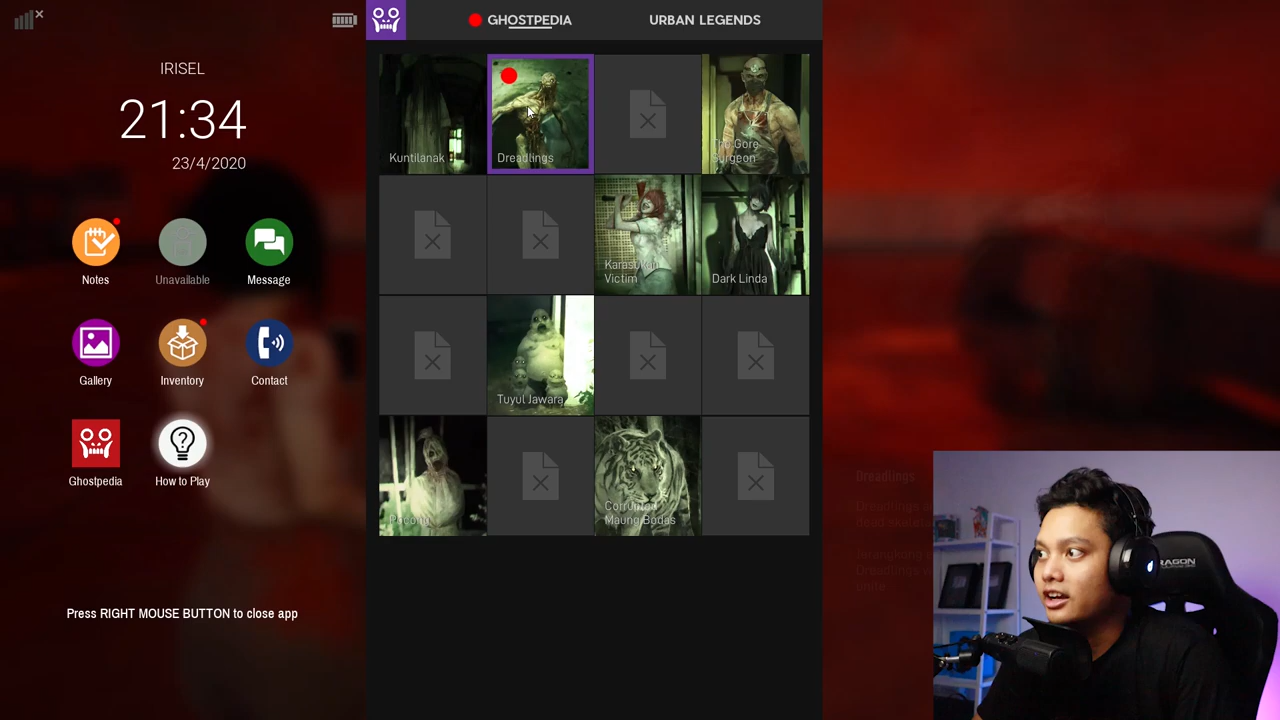 IRISEL
21:34
23/4/2020
Notes
Unavailable
Message
Gallery
Inventory
Contact
Ghostpedia
How to Play
Press RIGHT MOUSE BUTTON to close app
GHOSTPEDIA
URBAN LEGENDS
Kuntilanak
Dreadlings
The Gore
Surgeon
Karasukan
Victim
Dark Linda
Tuyul Jawara
Pocong
Corrupted
Maung Bodas
Dreadlings
Dreadlings